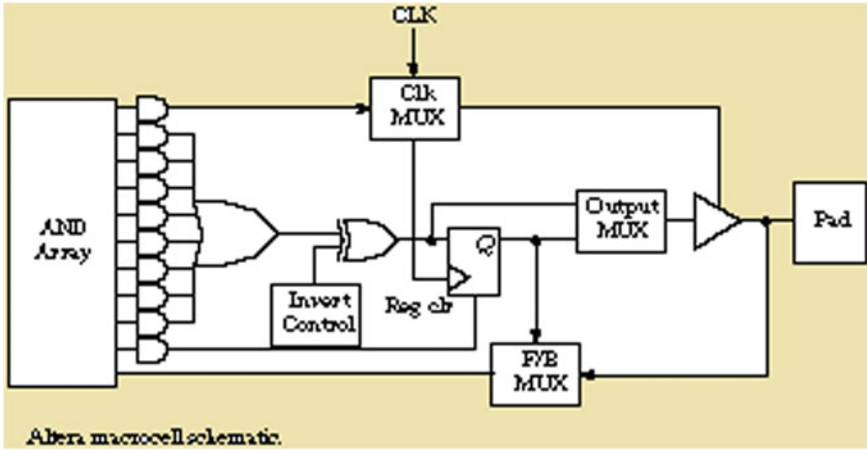 CLK
Clk
MUX
AND
Array
Output
MUX
Pad
Q
Invert
Control
Reg clr
F/B
MUX
Altera macrocell schematic.